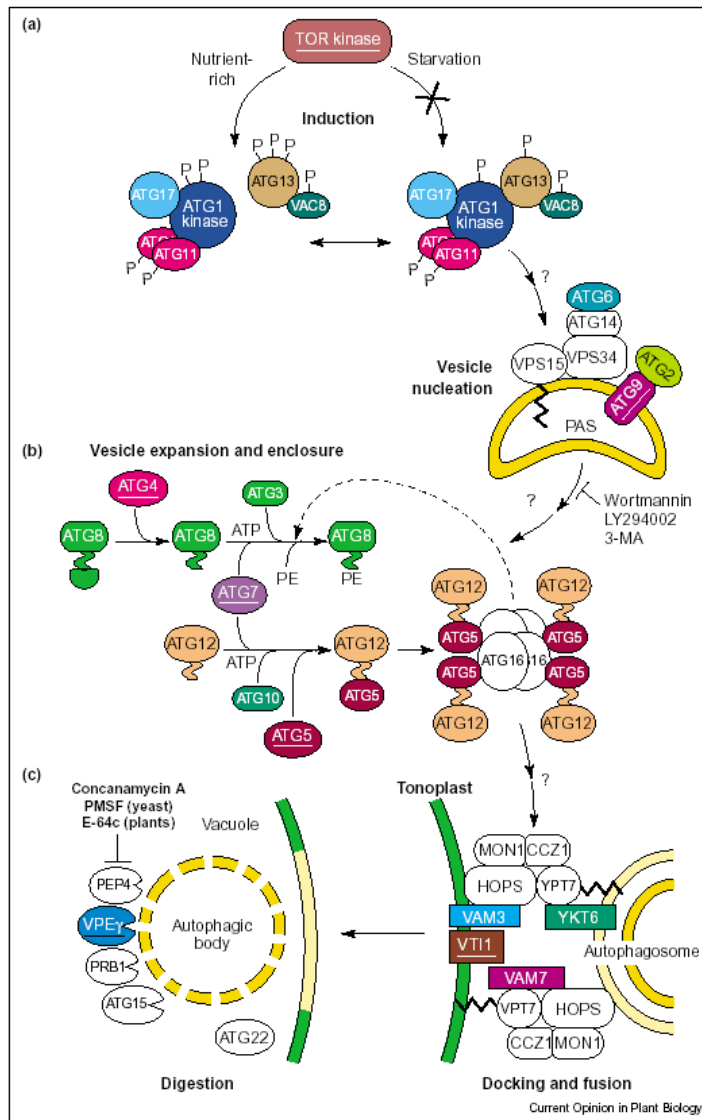 (a)
TOR kinase
Nutrient-
rich
Starvation
Induction
P
P
P
P
P
P
ATG17
ATG1
kinase
ATG13
VAC8
ATG11
P
P
P
P
P
ATG17
ATG1
kinase
ATG13
VAC8
ATG11
P
P
?
ATG6
ATG14
VPS15
VPS34
ATG2
ATG9
Vesicle
nucleation
PAS
(b)
Vesicle expansion and enclosure
ATG4
ATG3
?
Wortmannin
LY294002
3-MA
ATG8
ATG8
ATP
ATG8
PE
PE
ATG7
ATG12
ATG12
ATG12
ATP
ATG12
ATG5
ATG5
ATG16
16
ATG10
ATG5
ATG5
ATG5
ATG5
ATG12
ATG12
(c)
Concanamycin A
PMSF (yeast)
E-64c (plants)
Vacuole
Tonoplast
?
PEP4
VPEγ
PRB1
ATG15
Autophagic
body
ATG22
MON1
CCZ1
HOPS
YPT7
VAM3
YKT6
VTI1
Autophagosome
VAM7
VPT7
HOPS
CCZ1
MON1
Digestion
Docking and fusion
Current Opinion in Plant Biology